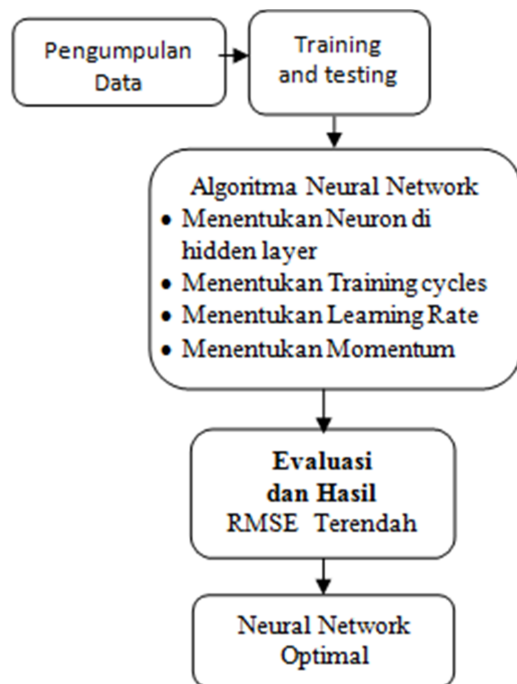 Pengumpulan
Data
Training
and testing
Algoritma Neural Network
• Menentukan Neuron di
hidden layer
• Menentukan Training cycles
• Menentukan Learning Rate
• Menentukan Momentum
Evaluasi
dan Hasil
RMSE Terendah
Neural Network
Optimal